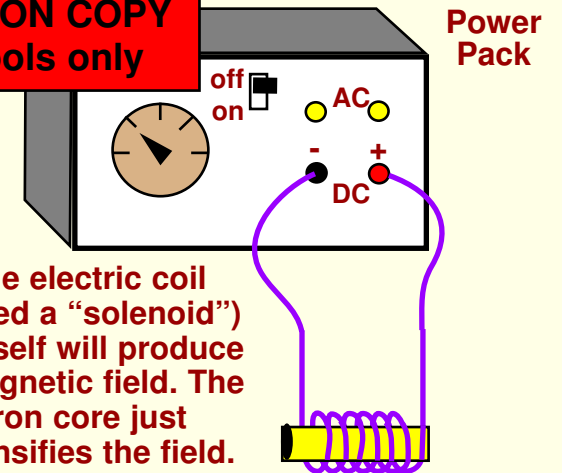 ON COPY
ols only
Power
Pack
off
on
AC
-
+
DC
e electric coil
ed a “solenoid”)
self will produce
gnetic field. The
ron core just
nsifies the field.